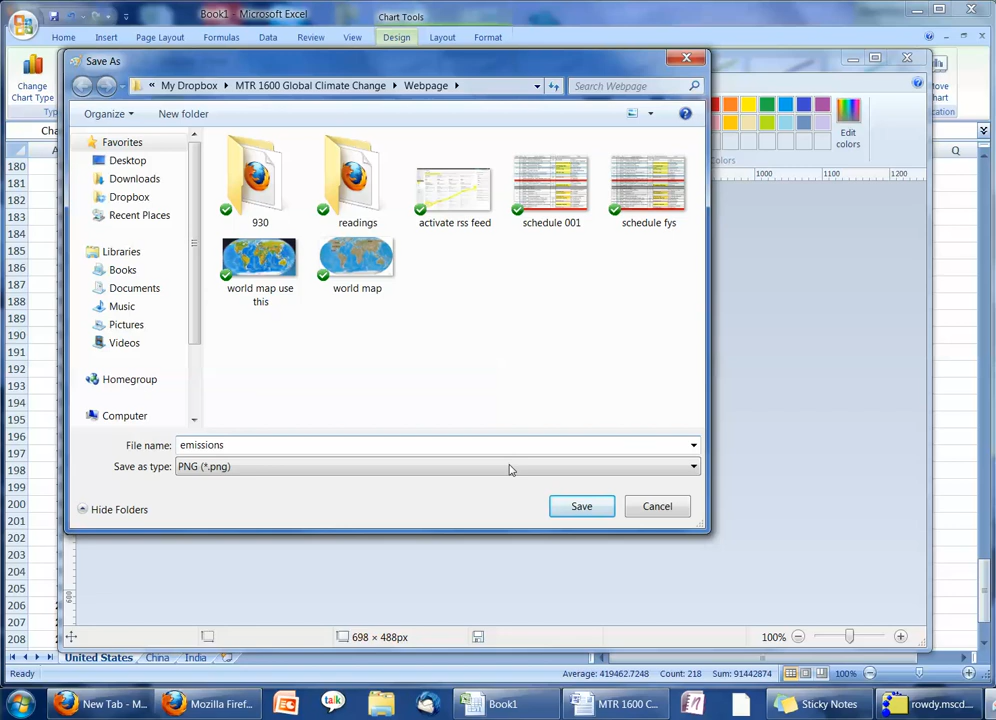 Book1 - Microsoft Excel
Chart Tools
Home Insert Page Layout Formulas Data Review View Design Layout Format
Save As
« My Dropbox MTR 1600 Global Climate Change Webpage
Search Webpage
Organize New folder
Change
Chart Type
Edit
colors
Chart
Favorites
Desktop
Downloads
Dropbox
Recent Places
Libraries
Books
Documents
Music
Pictures
Videos
Homegroup
Computer
930
readings
activate rss feed
schedule 001
schedule fys
world map use
this
world map
File name: emissions
Save as type: PNG (*.png)
Hide Folders
Save
Cancel
1000 1100 1200
Q
180
181
182
183
184
185
186
187
188
189
190
191
192
193
194
195
196
197
198
199
200
201
202
203
204
205
206
207
208
600
698 × 488px
100%
United States China India
Ready
Average: 419462.7248 Count: 218 Sum: 91442874
100%
New Tab - M...
Mozilla Firef...
talk
Book1
MTR 1600 C...
Sticky Notes
rowdy.mscd...